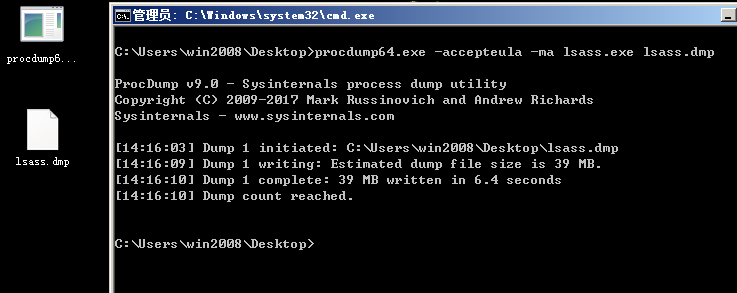 管理员: C:\Windows\system32\cmd.exe
procdump6...
lsass.dmp
C:\Users\win2008\Desktop>procdump64.exe -accepteula -ma lsass.exe lsass.dmp
ProcDump v9.0 - Sysinternals process dump utility
Copyright (C) 2009-2017 Mark Russinovich and Andrew Richards
Sysinternals - www.sysinternals.com
[14:16:03] Dump 1 initiated: C:\Users\win2008\Desktop\lsass.dmp
[14:16:09] Dump 1 writing: Estimated dump file size is 39 MB.
[14:16:10] Dump 1 complete: 39 MB written in 6.4 seconds
[14:16:10] Dump count reached.
C:\Users\win2008\Desktop>